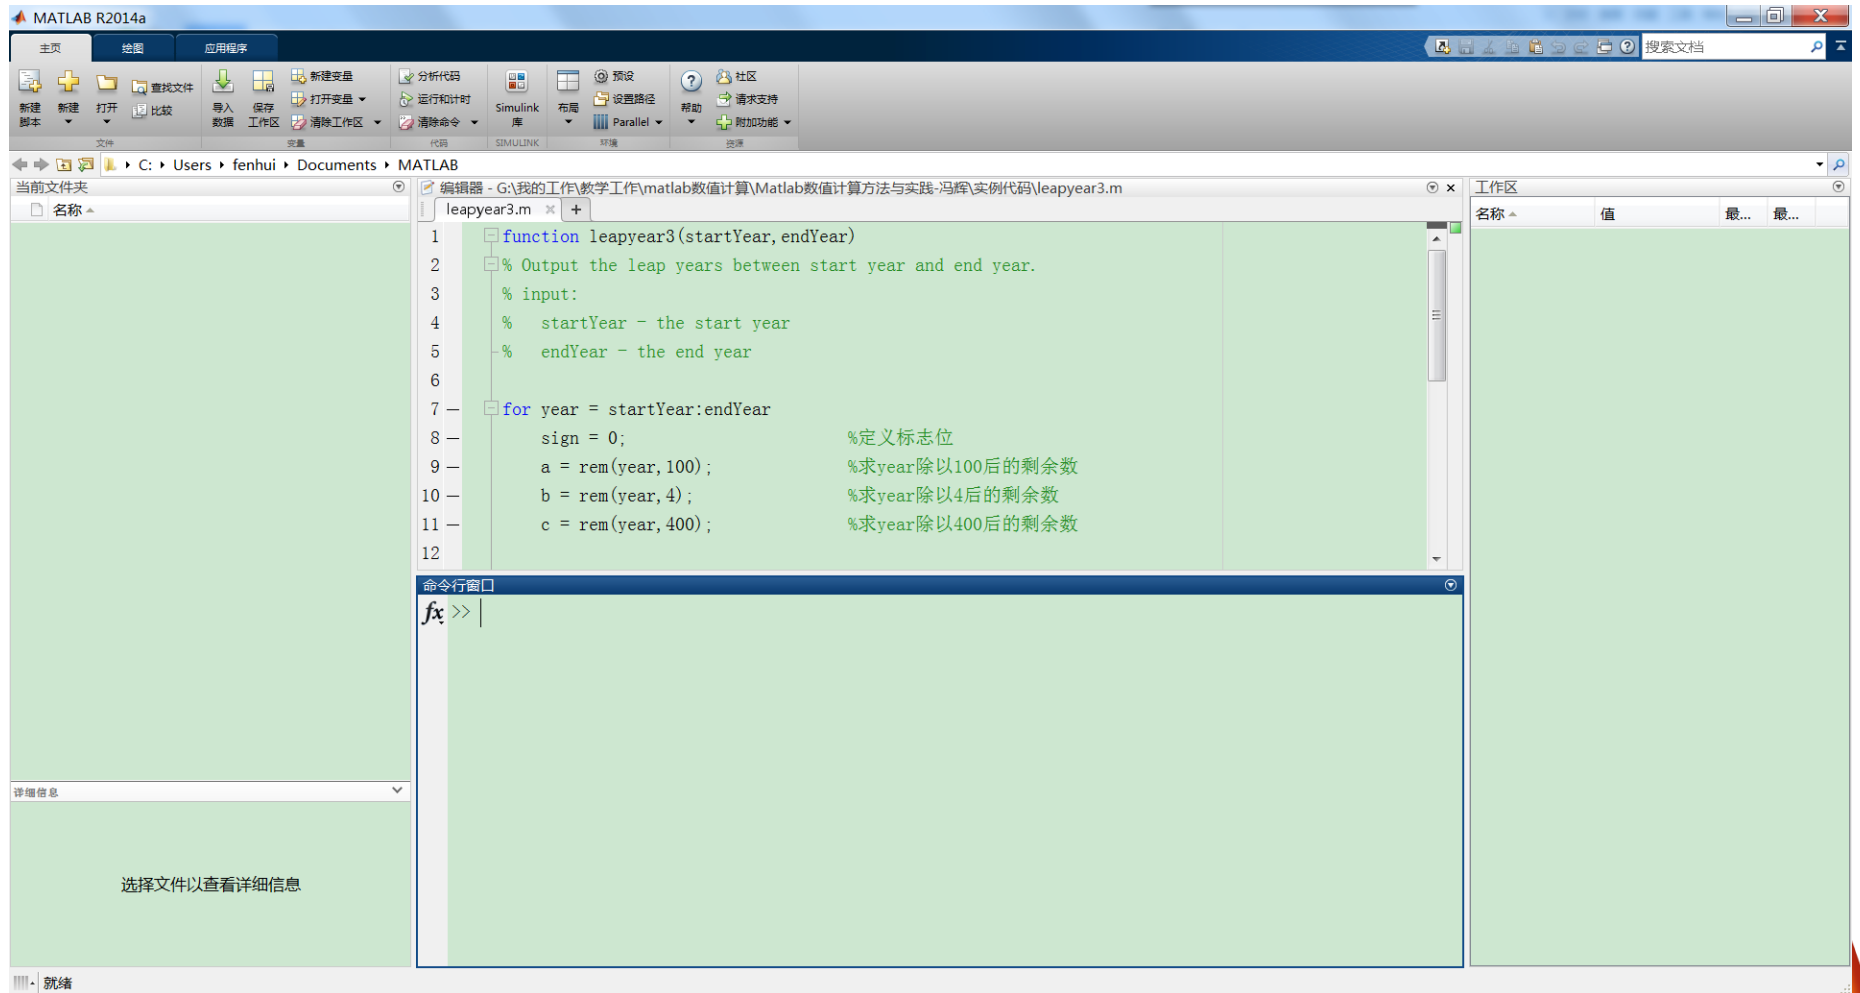 MATLAB R2014a
主页 绘图 应用程序 搜索文档
新建脚本 新建 打开 查找文件 比较 导入数据 保存工作区 新建变量 打开变量 清除工作区 分析代码 运行和计时 清除命令 Simulink库 布局 预设 设置路径 Parallel 帮助 社区 请求支持 附加功能
文件 变量 代码 SIMULINK 环境 资源
C: Users fenhui Documents MATLAB
当前文件夹
名称
编辑器 - G:\我的工作\教学工作\matlab数值计算\Matlab数值计算方法与实践-冯辉\实例代码\leapyear3.m
leapyear3.m +
1 function leapyear3(startYear,endYear)
2 % Output the leap years between start year and end year.
3 % input:
4 % startYear - the start year
5 % endYear - the end year
6
7 for year = startYear:endYear
8 sign = 0; %定义标志位
9 a = rem(year,100); %求year除以100后的剩余数
10 b = rem(year,4); %求year除以4后的剩余数
11 c = rem(year,400); %求year除以400后的剩余数
12
命令行窗口
fx >>
工作区
名称 值 最... 最...
详细信息
选择文件以查看详细信息
就绪